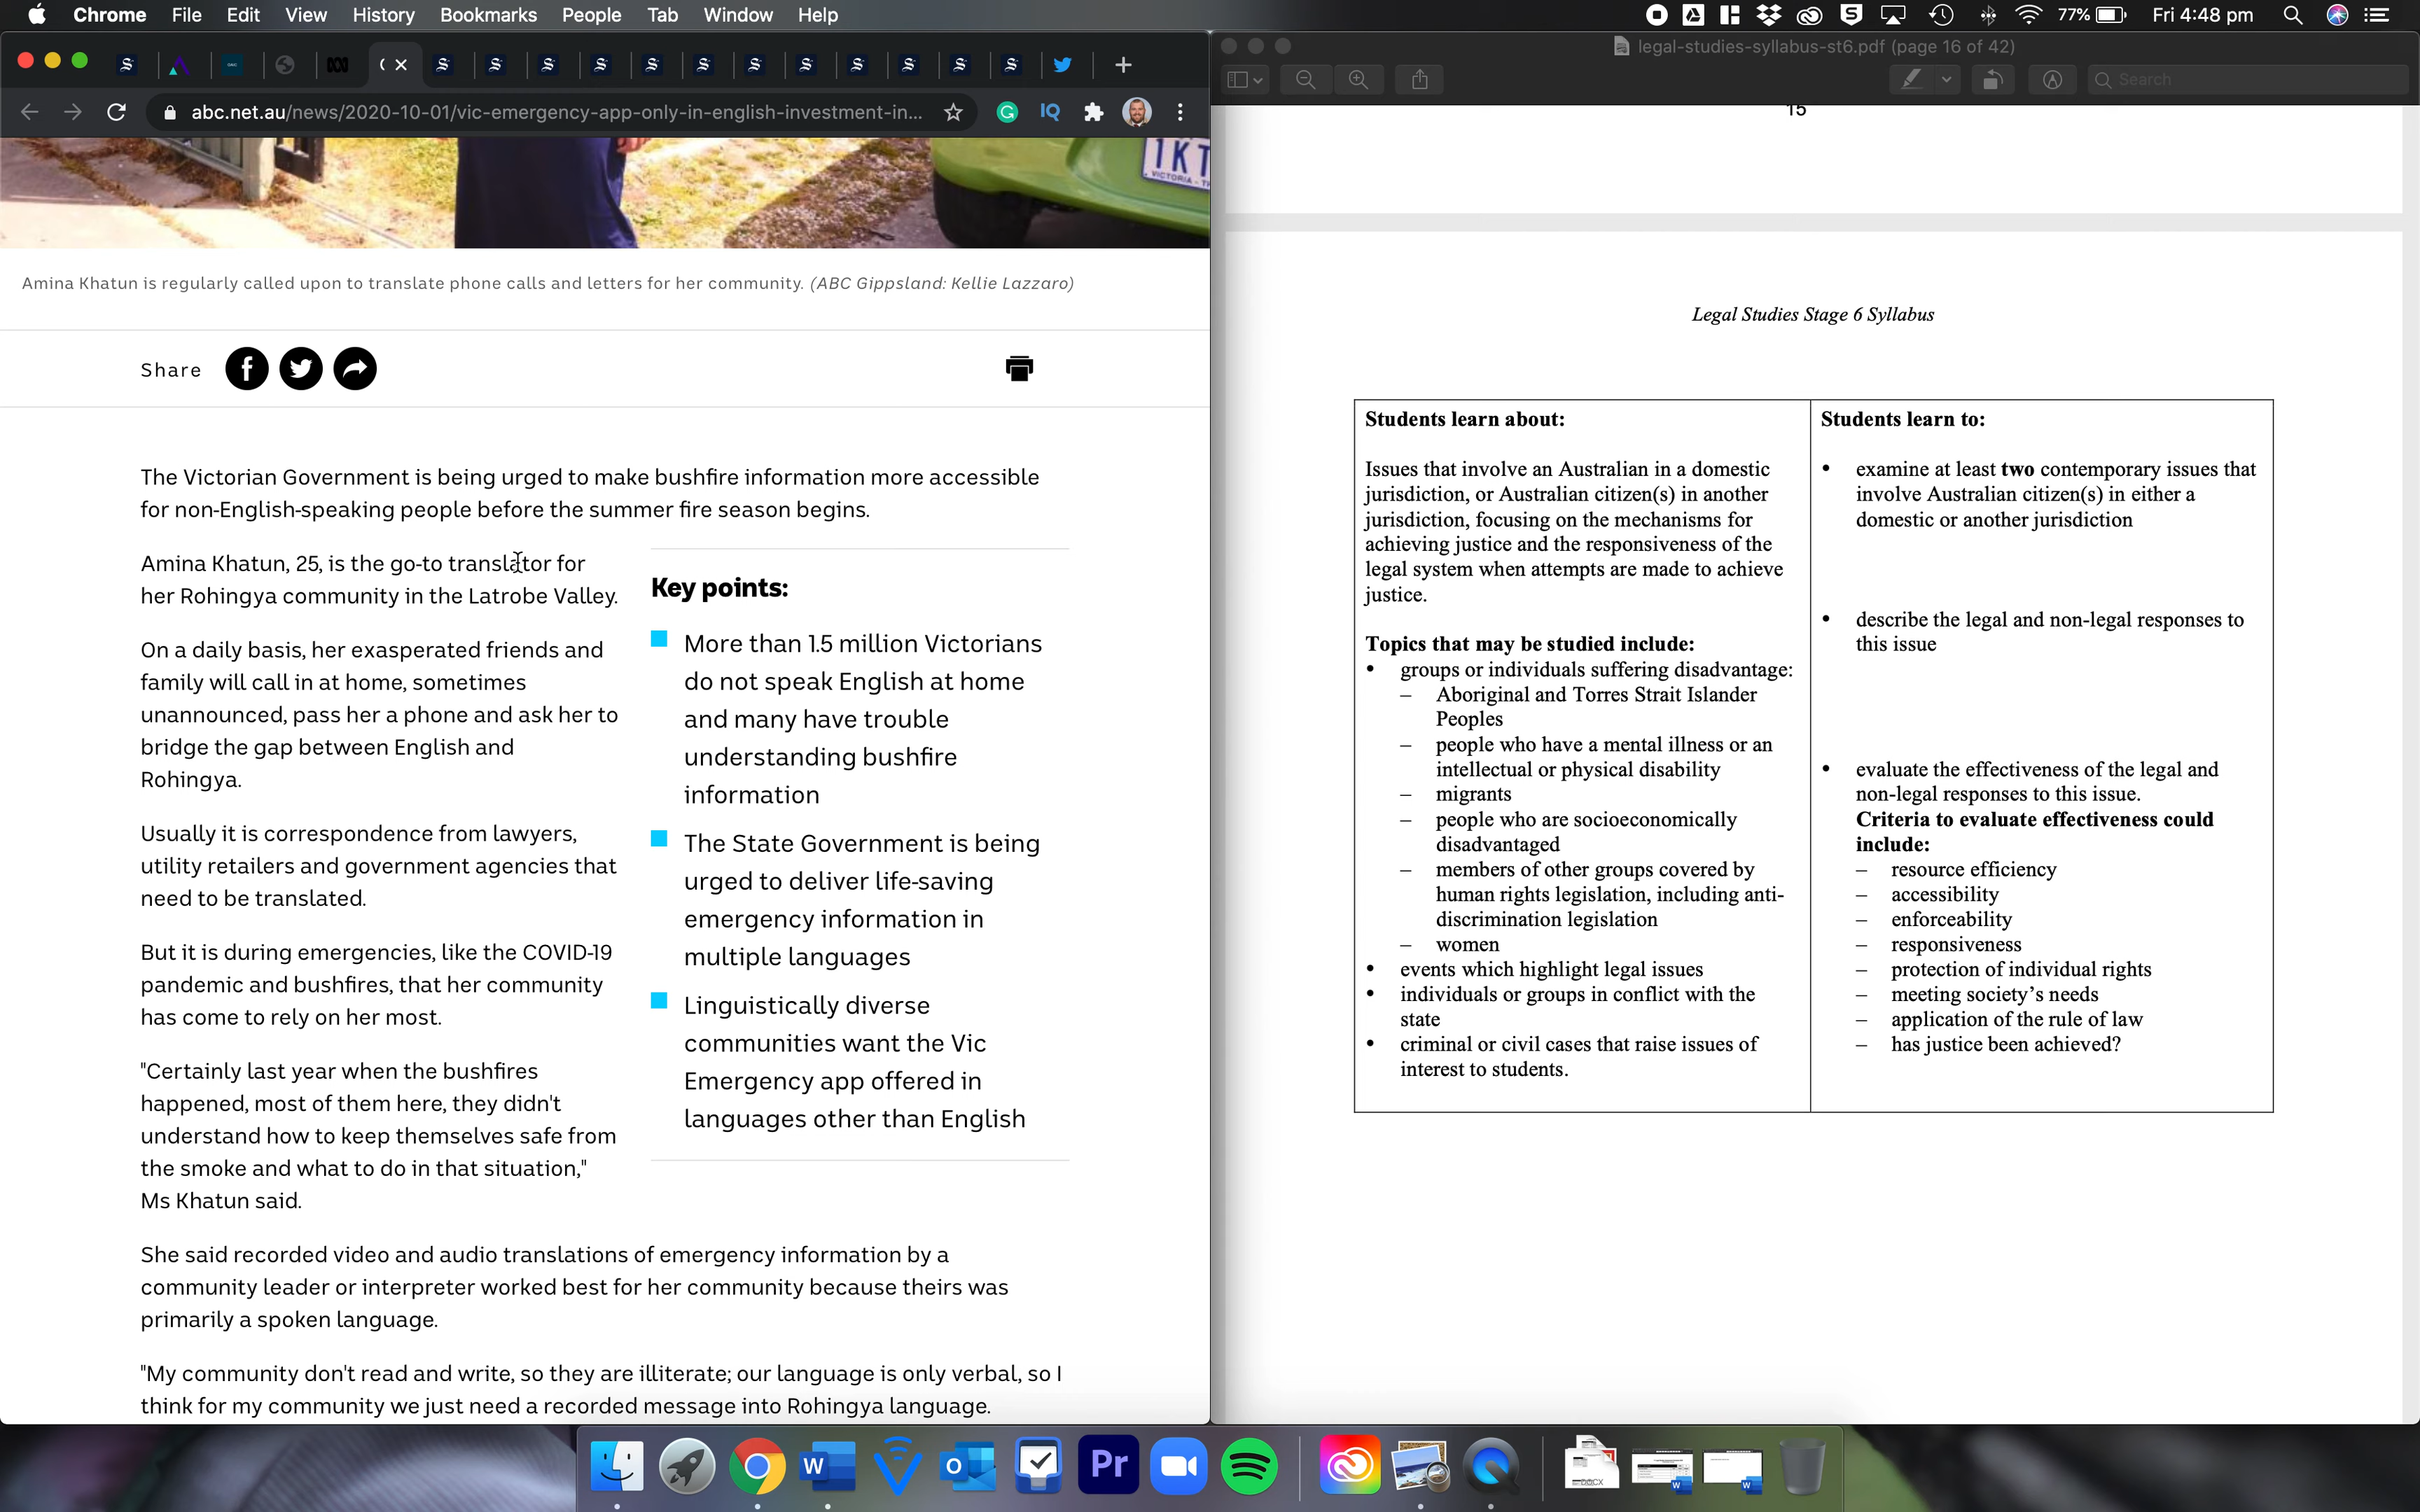 Chrome File Edit View History Bookmarks People Tab Window Help
77% Fri 4:48 pm
abc.net.au/news/2020-10-01/vic-emergency-app-only-in-english-investment-in...
IQ
1KT
VICTORIA - TH
Amina Khatun is regularly called upon to translate phone calls and letters for her community. (ABC Gippsland: Kellie Lazzaro)
Share
The Victorian Government is being urged to make bushfire information more accessible
for non-English-speaking people before the summer fire season begins.
Amina Khatun, 25, is the go-to translator for
her Rohingya community in the Latrobe Valley.
On a daily basis, her exasperated friends and
family will call in at home, sometimes
unannounced, pass her a phone and ask her to
bridge the gap between English and
Rohingya.
Usually it is correspondence from lawyers,
utility retailers and government agencies that
need to be translated.
But it is during emergencies, like the COVID-19
pandemic and bushfires, that her community
has come to rely on her most.
"Certainly last year when the bushfires
happened, most of them here, they didn't
understand how to keep themselves safe from
the smoke and what to do in that situation,"
Ms Khatun said.
Key points:
More than 1.5 million Victorians
do not speak English at home
and many have trouble
understanding bushfire
information
The State Government is being
urged to deliver life-saving
emergency information in
multiple languages
Linguistically diverse
communities want the Vic
Emergency app offered in
languages other than English
She said recorded video and audio translations of emergency information by a
community leader or interpreter worked best for her community because theirs was
primarily a spoken language.
"My community don't read and write, so they are illiterate; our language is only verbal, so I
think for my community we just need a recorded message into Rohingya language.
legal-studies-syllabus-st6.pdf (page 16 of 42)
Search
15
Legal Studies Stage 6 Syllabus
Students learn about:
Issues that involve an Australian in a domestic
jurisdiction, or Australian citizen(s) in another
jurisdiction, focusing on the mechanisms for
achieving justice and the responsiveness of the
legal system when attempts are made to achieve
justice.
Topics that may be studied include:
• groups or individuals suffering disadvantage:
– Aboriginal and Torres Strait Islander
Peoples
– people who have a mental illness or an
intellectual or physical disability
– migrants
– people who are socioeconomically
disadvantaged
– members of other groups covered by
human rights legislation, including anti-
discrimination legislation
– women
• events which highlight legal issues
• individuals or groups in conflict with the
state
• criminal or civil cases that raise issues of
interest to students.
Students learn to:
• examine at least two contemporary issues that
involve Australian citizen(s) in either a
domestic or another jurisdiction
• describe the legal and non-legal responses to
this issue
• evaluate the effectiveness of the legal and
non-legal responses to this issue.
Criteria to evaluate effectiveness could
include:
– resource efficiency
– accessibility
– enforceability
– responsiveness
– protection of individual rights
– meeting society's needs
– application of the rule of law
– has justice been achieved?
W
Pr
DOCX